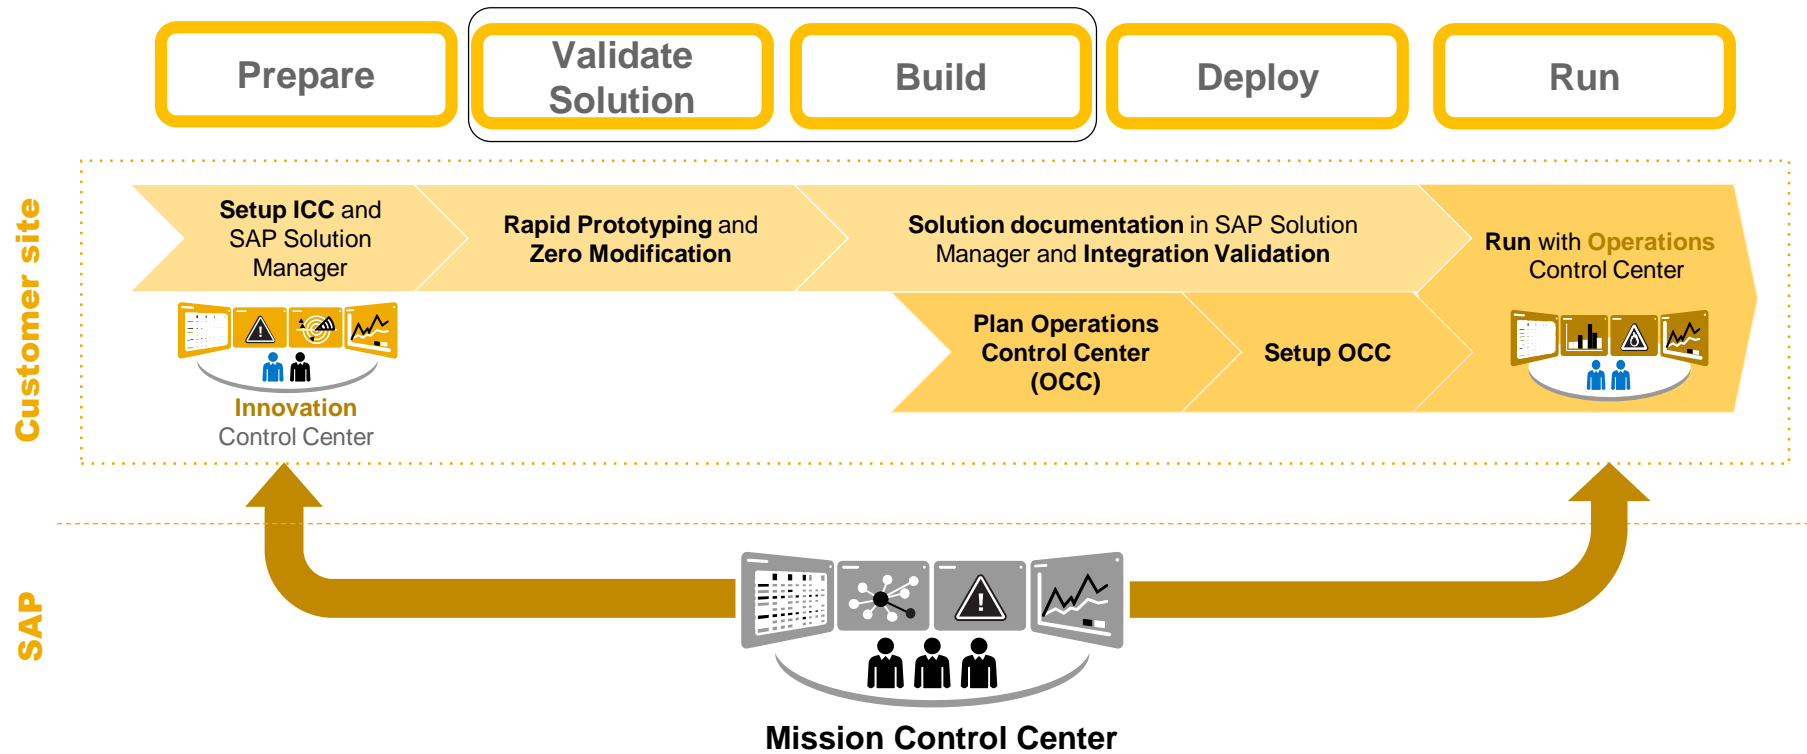 Prepare
Validate
Solution
Build
Deploy
Run
Customer site
Setup ICC and
SAP Solution
Manager
Rapid Prototyping and
Zero Modification
Solution documentation in SAP Solution
Manager and Integration Validation
Run with Operations
Control Center
Plan Operations
Control Center
(OCC)
Setup OCC
Innovation
Control Center
SAP
Mission Control Center